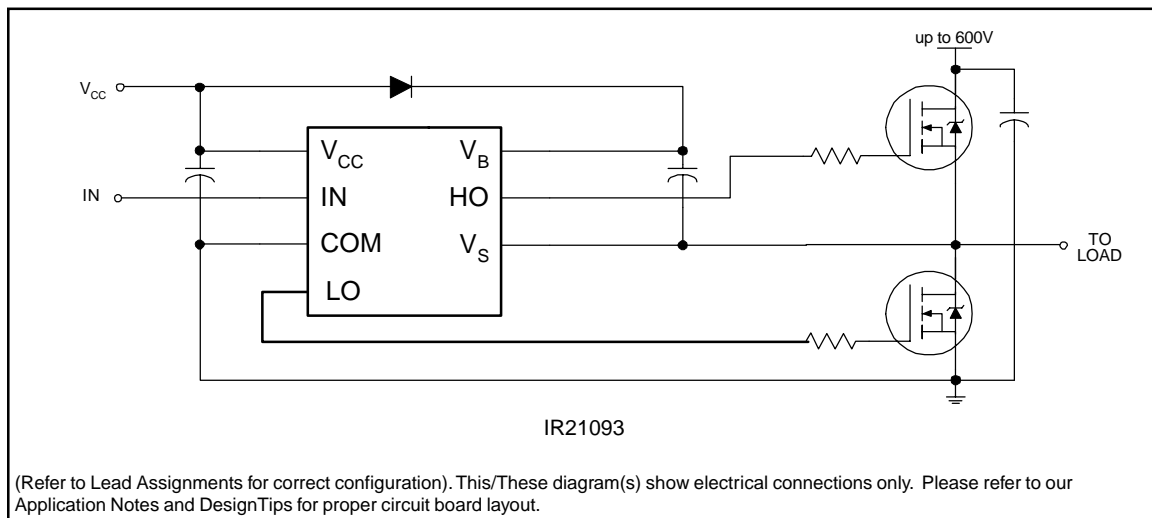 up to 600V
VCC
VCC
VB
IN
IN
HO
COM
VS
TO
LOAD
LO
IR21093
(Refer to Lead Assignments for correct configuration). This/These diagram(s) show electrical connections only. Please refer to our
Application Notes and DesignTips for proper circuit board layout.